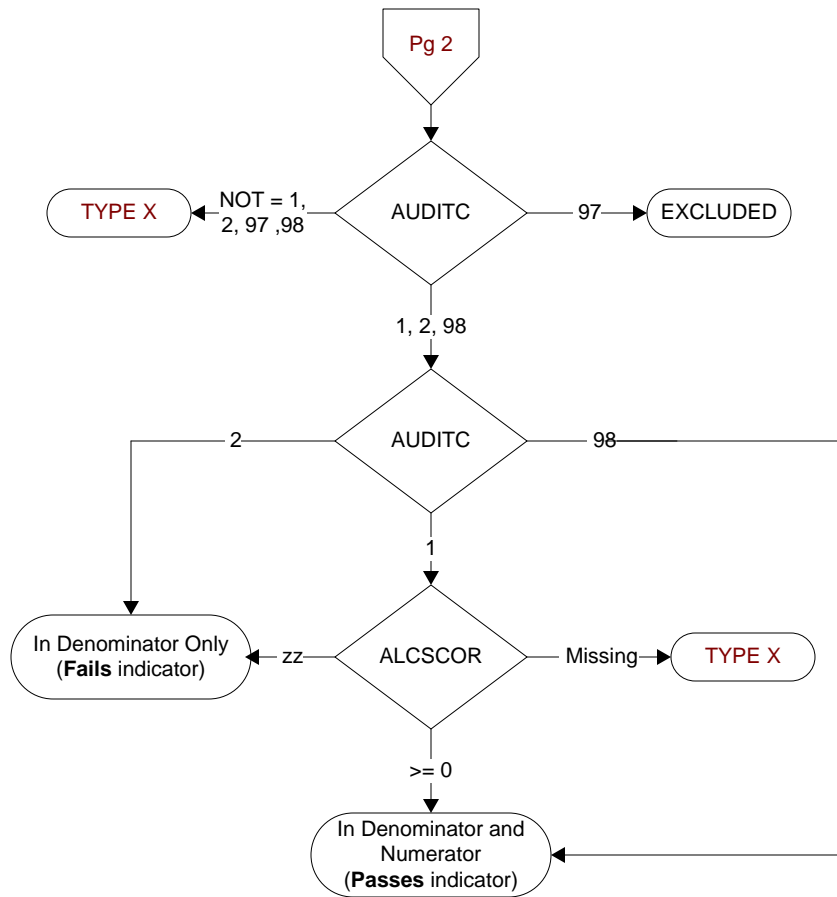 Pg 2
NOT = 1,
2, 97 ,98
TYPE X
AUDITC
97
EXCLUDED
1, 2, 98
2
AUDITC
98
1
In Denominator Only
(Fails indicator)
zz
ALCSCOR
Missing
TYPE X
>= 0
In Denominator and
Numerator
(Passes indicator)